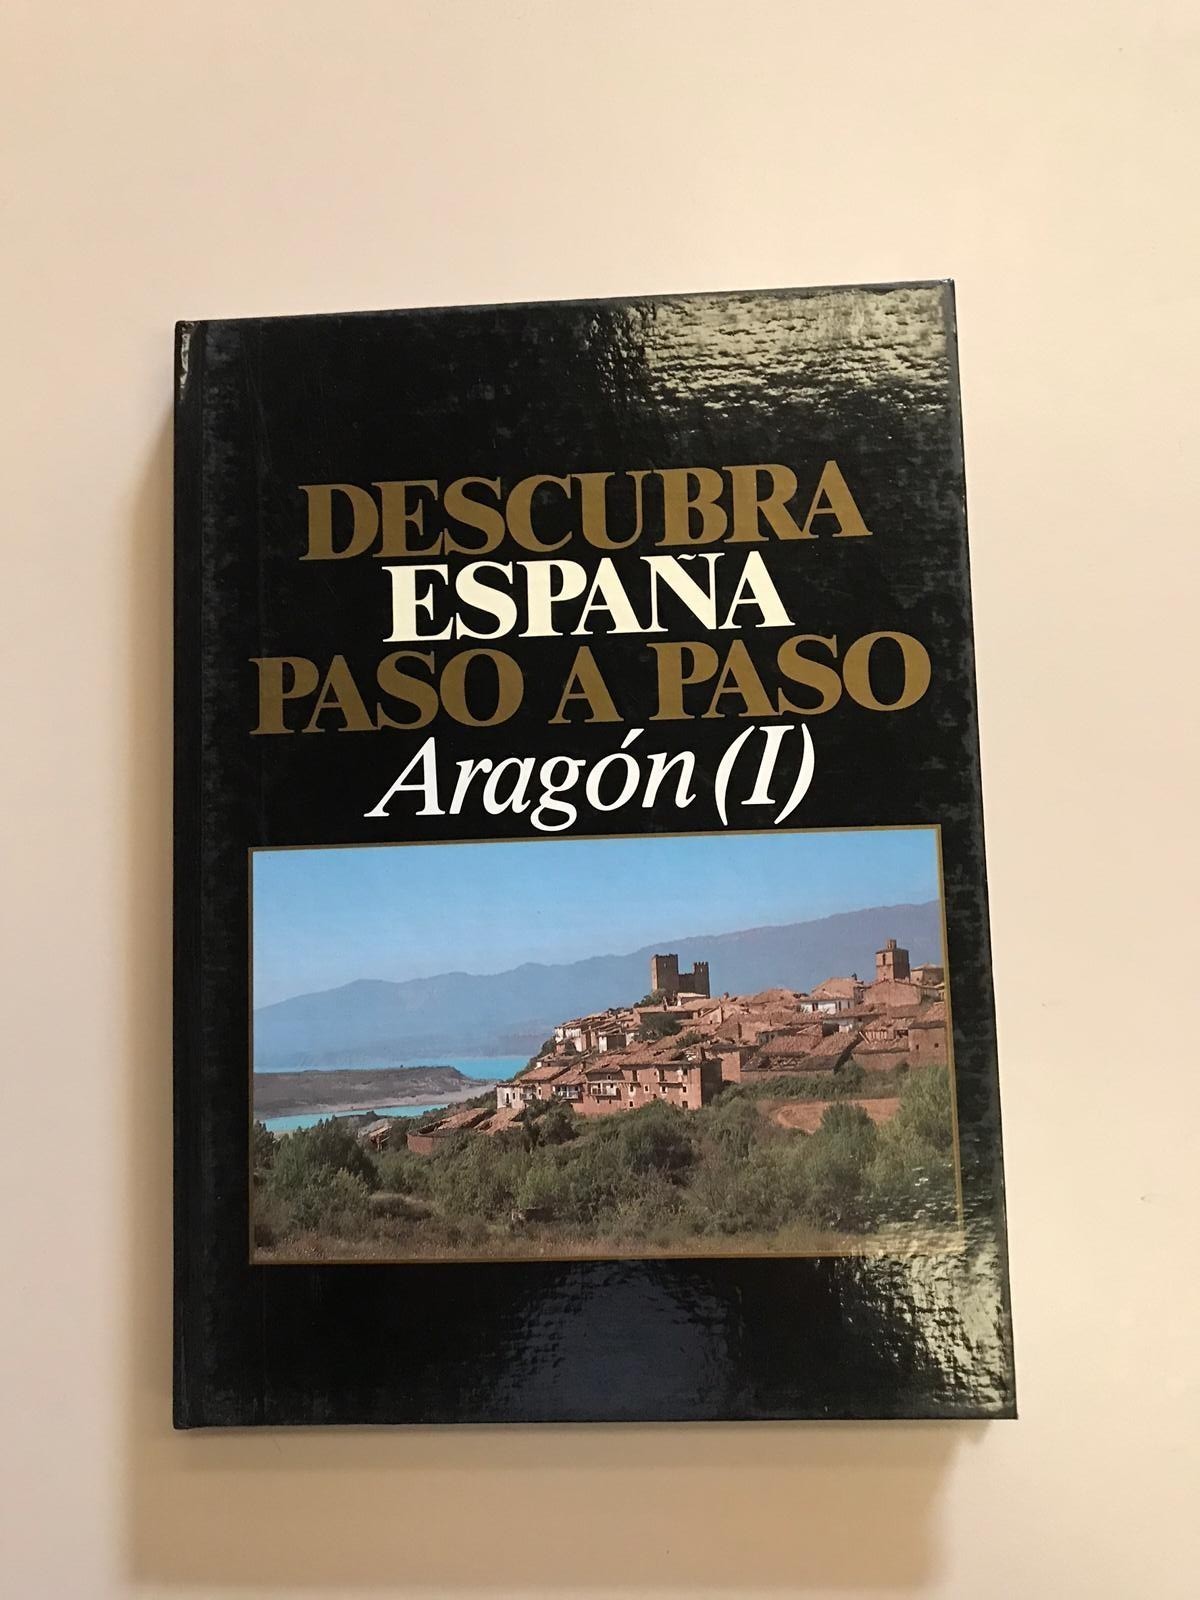 DESCUBRA
ESPAÑA
PASO A PASO
Aragón (I)